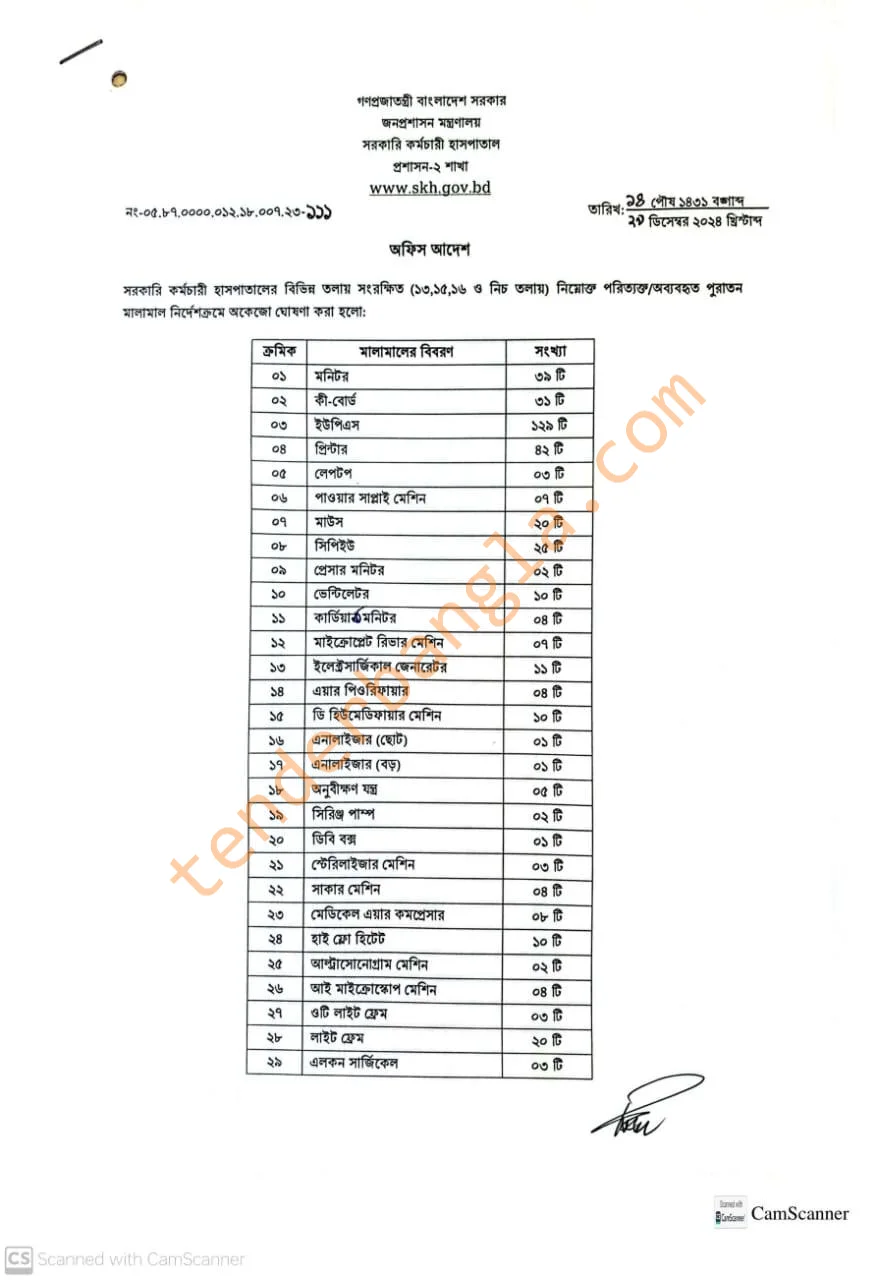 গণপ্রজাতন্ত্রী বাংলাদেশ সরকার
জনপ্রশাসন মন্ত্রণালয়
সরকারি কর্মচারী হাসপাতাল
প্রশাসন-২ শাখা
www.skh.gov.bd
নং-০৫.৮৭.০০০০.০১২.১৮.০০৭.২৩-১১১
তারিখ: ১৪ পৌষ ১৪৩১ বঙ্গাব্দ
২৯ ডিসেম্বর ২০২৪ খ্রিস্টাব্দ
অফিস আদেশ
সরকারি কর্মচারী হাসপাতালের বিভিন্ন তলায় সংরক্ষিত (১৩,১৫,১৬ ও নিচ তলায়) নিম্নোক্ত পরিত্যক্ত/অব্যবহৃত পুরাতন
মালামাল নির্দেশক্রমে অকেজো ঘোষণা করা হলো:
ক্রমিক মালামালের বিবরণ সংখ্যা
০১ মনিটর ৩৯ টি
০২ কী-বোর্ড ৩১ টি
০৩ ইউপিএস ১২৯ টি
০৪ প্রিন্টার ৪২ টি
০৫ লেপটপ ০৩ টি
০৬ পাওয়ার সাপ্লাই মেশিন ০৭ টি
০৭ মাউস ২০ টি
০৮ সিপিইউ ২৫ টি
০৯ প্রেসার মনিটর ০২ টি
১০ ভেন্টিলেটর ১০ টি
১১ কার্ডিয়াক মনিটর ০৪ টি
১২ মাইক্রোপ্লেট রিডার মেশিন ০৭ টি
১৩ ইলেক্ট্রসার্জিকাল জেনারেটর ১১ টি
১৪ এয়ার পিওরিফায়ার ০৪ টি
১৫ ডি হিউমেডিফায়ার মেশিন ১০ টি
১৬ এনালাইজার (ছোট) ০১ টি
১৭ এনালাইজার (বড়) ০১ টি
১৮ অনুবীক্ষণ যন্ত্র ০৫ টি
১৯ সিরিঞ্জ পাম্প ০২ টি
২০ ডিবি বক্স ০১ টি
২১ স্টেরিলাইজার মেশিন ০৩ টি
২২ সাকার মেশিন ০৪ টি
২৩ মেডিকেল এয়ার কমপ্রেসার ০৮ টি
২৪ হাই ফ্লো হিটেট ১০ টি
২৫ আল্ট্রাসোনোগ্রাম মেশিন ০২ টি
২৬ আই মাইক্রোস্কোপ মেশিন ০৪ টি
২৭ ওটি লাইট ফ্রেম ০৩ টি
২৮ লাইট ফ্রেম ২০ টি
২৯ এলকন সার্জিকেল ০৩ টি
tenderbangla.com
Scanned with
CS CamScanner
CamScanner
CS Scanned with CamScanner